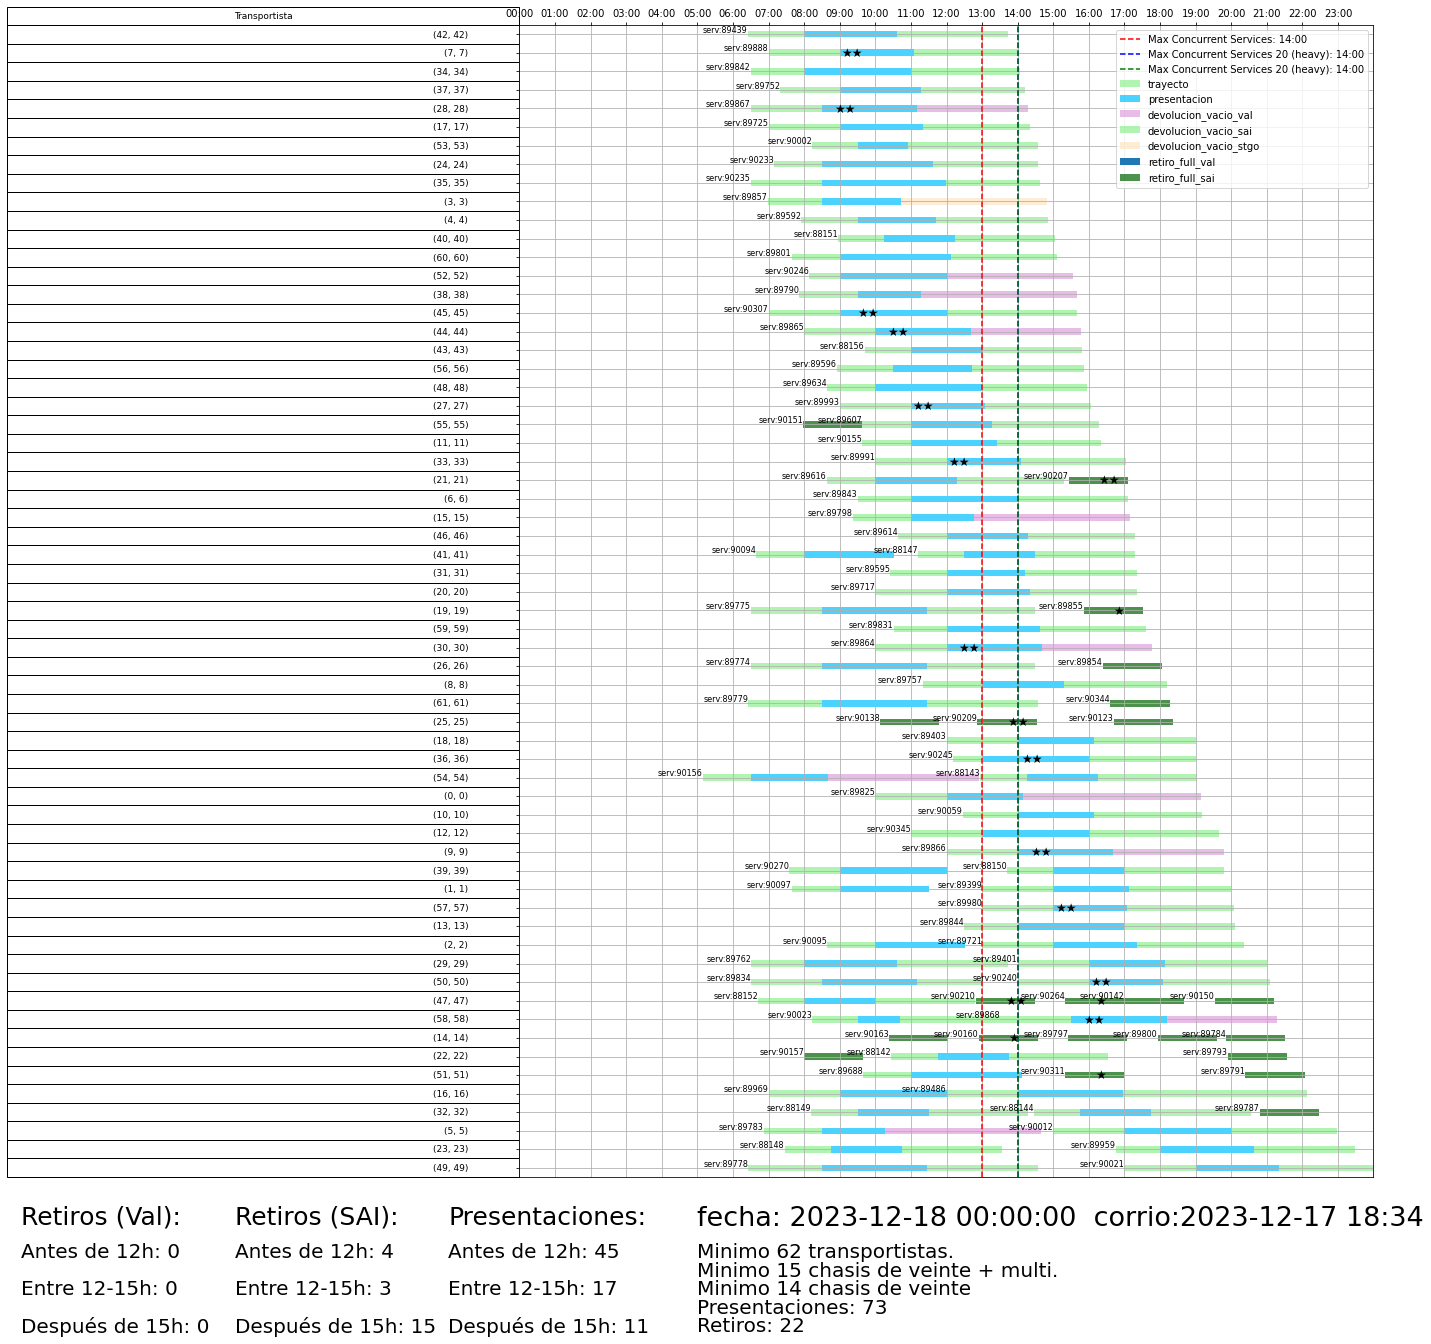 Transportista
00:00 01:00 02:00 03:00 04:00 05:00 06:00 07:00 08:00 09:00 10:00 11:00 12:00 13:00 14:00 15:00 16:00 17:00 18:00 19:00 20:00 21:00 22:00 23:00
Max Concurrent Services: 14:00
Max Concurrent Services 20 (heavy): 14:00
Max Concurrent Services 20 (heavy): 14:00
trayecto
presentacion
devolucion_vacio_val
devolucion_vacio_sai
devolucion_vacio_stgo
retiro_full_val
retiro_full_sai
(42, 42) serv:89439
(7, 7) serv:89888
(34, 34) serv:89842
(37, 37) serv:89752
(28, 28) serv:89867
(17, 17) serv:89725
(53, 53) serv:90002
(24, 24) serv:90233
(35, 35) serv:90235
(3, 3) serv:89857
(4, 4) serv:89592
(40, 40) serv:88151
(60, 60) serv:89801
(52, 52) serv:90246
(38, 38) serv:89790
(45, 45) serv:90307
(44, 44) serv:89865
(43, 43) serv:88156
(56, 56) serv:89596
(48, 48) serv:89634
(27, 27) serv:89993
(55, 55) serv:90151 serv:89607
(11, 11) serv:90155
(33, 33) serv:89991
(21, 21) serv:89616 serv:90207
(6, 6) serv:89843
(15, 15) serv:89798
(46, 46) serv:89614
(41, 41) serv:90094 serv:88147
(31, 31) serv:89595
(20, 20) serv:89717
(19, 19) serv:89775 serv:89855
(59, 59) serv:89831
(30, 30) serv:89864
(26, 26) serv:89774 serv:89854
(8, 8) serv:89757
(61, 61) serv:89779 serv:90344
(25, 25) serv:90138 serv:90209 serv:90123
(18, 18) serv:89403
(36, 36) serv:90245
(54, 54) serv:90156 serv:88143
(0, 0) serv:89825
(10, 10) serv:90059
(12, 12) serv:90345
(9, 9) serv:89866
(39, 39) serv:90270 serv:88150
(1, 1) serv:90097 serv:89399
(57, 57) serv:89980
(13, 13) serv:89844
(2, 2) serv:90095 serv:89721
(29, 29) serv:89762 serv:89401
(50, 50) serv:89834 serv:90240
(47, 47) serv:88152 serv:90210 serv:90264 serv:90142 serv:90150
(58, 58) serv:90023 serv:89868
(14, 14) serv:90163 serv:90160 serv:89797 serv:89800 serv:89784
(22, 22) serv:90157 serv:88142 serv:89793
(51, 51) serv:89688 serv:90311 serv:89791
(16, 16) serv:89969 serv:89486
(32, 32) serv:88149 serv:88144 serv:89787
(5, 5) serv:89783 serv:90012
(23, 23) serv:88148 serv:89959
(49, 49) serv:89778 serv:90021
Retiros (Val):
Antes de 12h: 0
Entre 12-15h: 0
Después de 15h: 0
Retiros (SAI):
Antes de 12h: 4
Entre 12-15h: 3
Después de 15h: 15
Presentaciones:
Antes de 12h: 45
Entre 12-15h: 17
Después de 15h: 11
fecha: 2023-12-18 00:00:00 corrio:2023-12-17 18:34
Minimo 62 transportistas.
Minimo 15 chasis de veinte + multi.
Minimo 14 chasis de veinte
Presentaciones: 73
Retiros: 22